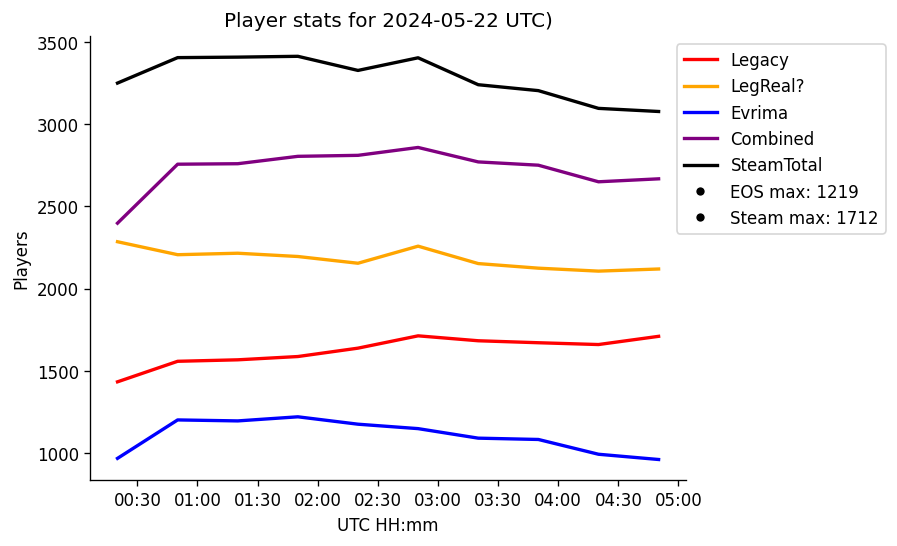 Player stats for 2024-05-22 UTC)
3500
3000
2500
2000
1500
1000
Players
00:30 01:00 01:30 02:00 02:30 03:00 03:30 04:00 04:30 05:00
UTC HH:mm
Legacy
LegReal?
Evrima
Combined
SteamTotal
EOS max: 1219
Steam max: 1712